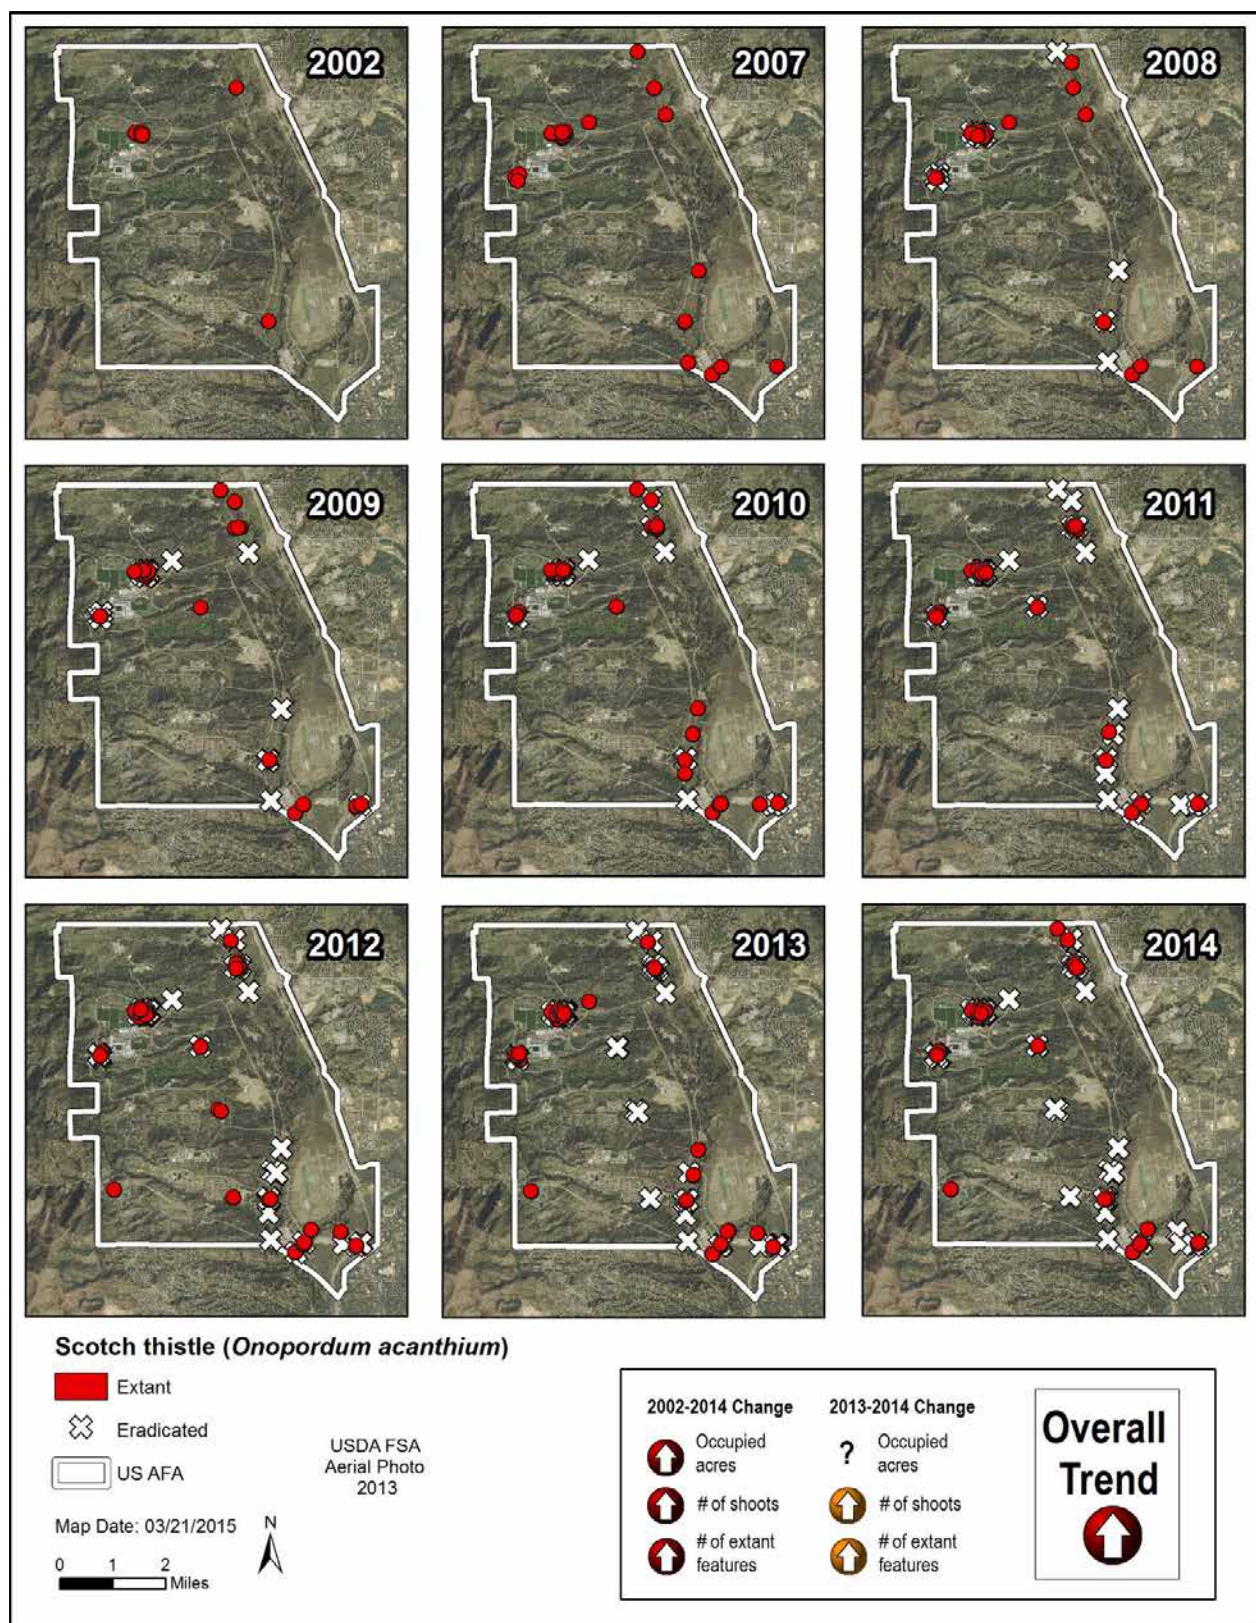 2002
2007
2008
2009
2010
2011
2012
2013
2014
Scotch thistle (Onopordum acanthium)
Extant
Eradicated
US AFA
USDA FSA
Aerial Photo
2013
Map Date: 03/21/2015
N
0 1 2
Miles
2002-2014 Change
Occupied
acres
# of shoots
# of extant
features
2013-2014 Change
?
Occupied
acres
# of shoots
# of extant
features
Overall
Trend